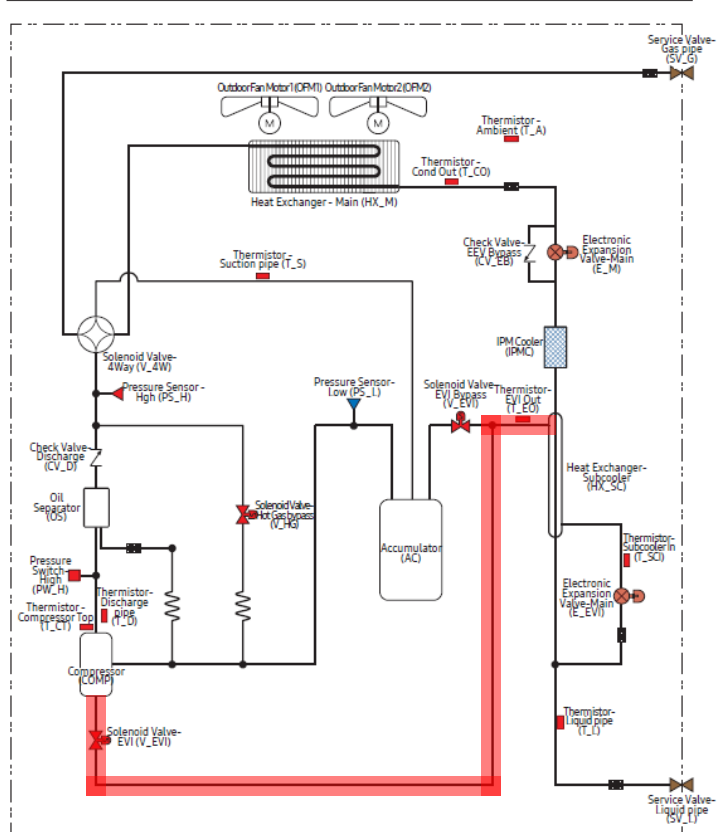 Service Valve-
Gas pipe
(SV_G)
Outdoor Fan Motor1 (OFM1)
Outdoor Fan Motor2 (OFM2)
M
M
Thermistor -
Ambient (T_A)
Thermistor -
Cond Out (T_CO)
Heat Exchanger - Main (HX_M)
Check Valve-
EEV Bypass
(CV_EB)
Electronic
Expansion
Valve-Main
(E_M)
Thermistor-
Suction pipe (T_S)
IPM Cooler
(IPMC)
Solenoid Valve-
4Way (V_4W)
Pressure Sensor -
High (PS_H)
Pressure Sensor-
Low (PS_L)
Solenoid Valve-
EVI Bypass
(V_EVI)
Thermistor-
EVI Out
(T_EO)
Check Valve-
Discharge
(CV_D)
Heat Exchanger-
Subcooler
(HX_SC)
Oil
Separator
(OS)
Solenoid Valve-
Hot Gas bypass
(V_HG)
Accumulator
(AC)
Thermistor-
Subcooler In
(T_SCI)
Pressure
Switch-
High
(PW_H)
Thermistor-
Discharge
pipe
(T_D)
Electronic
Expansion
Valve-Main
(E_EVI)
Thermistor -
Compressor Top
(T_CT)
Compressor
(COMP)
Solenoid Valve-
EVI (V_EVI)
Thermistor-
Liquid pipe
(T_L)
Service Valve-
Liquid pipe
(SV_L)